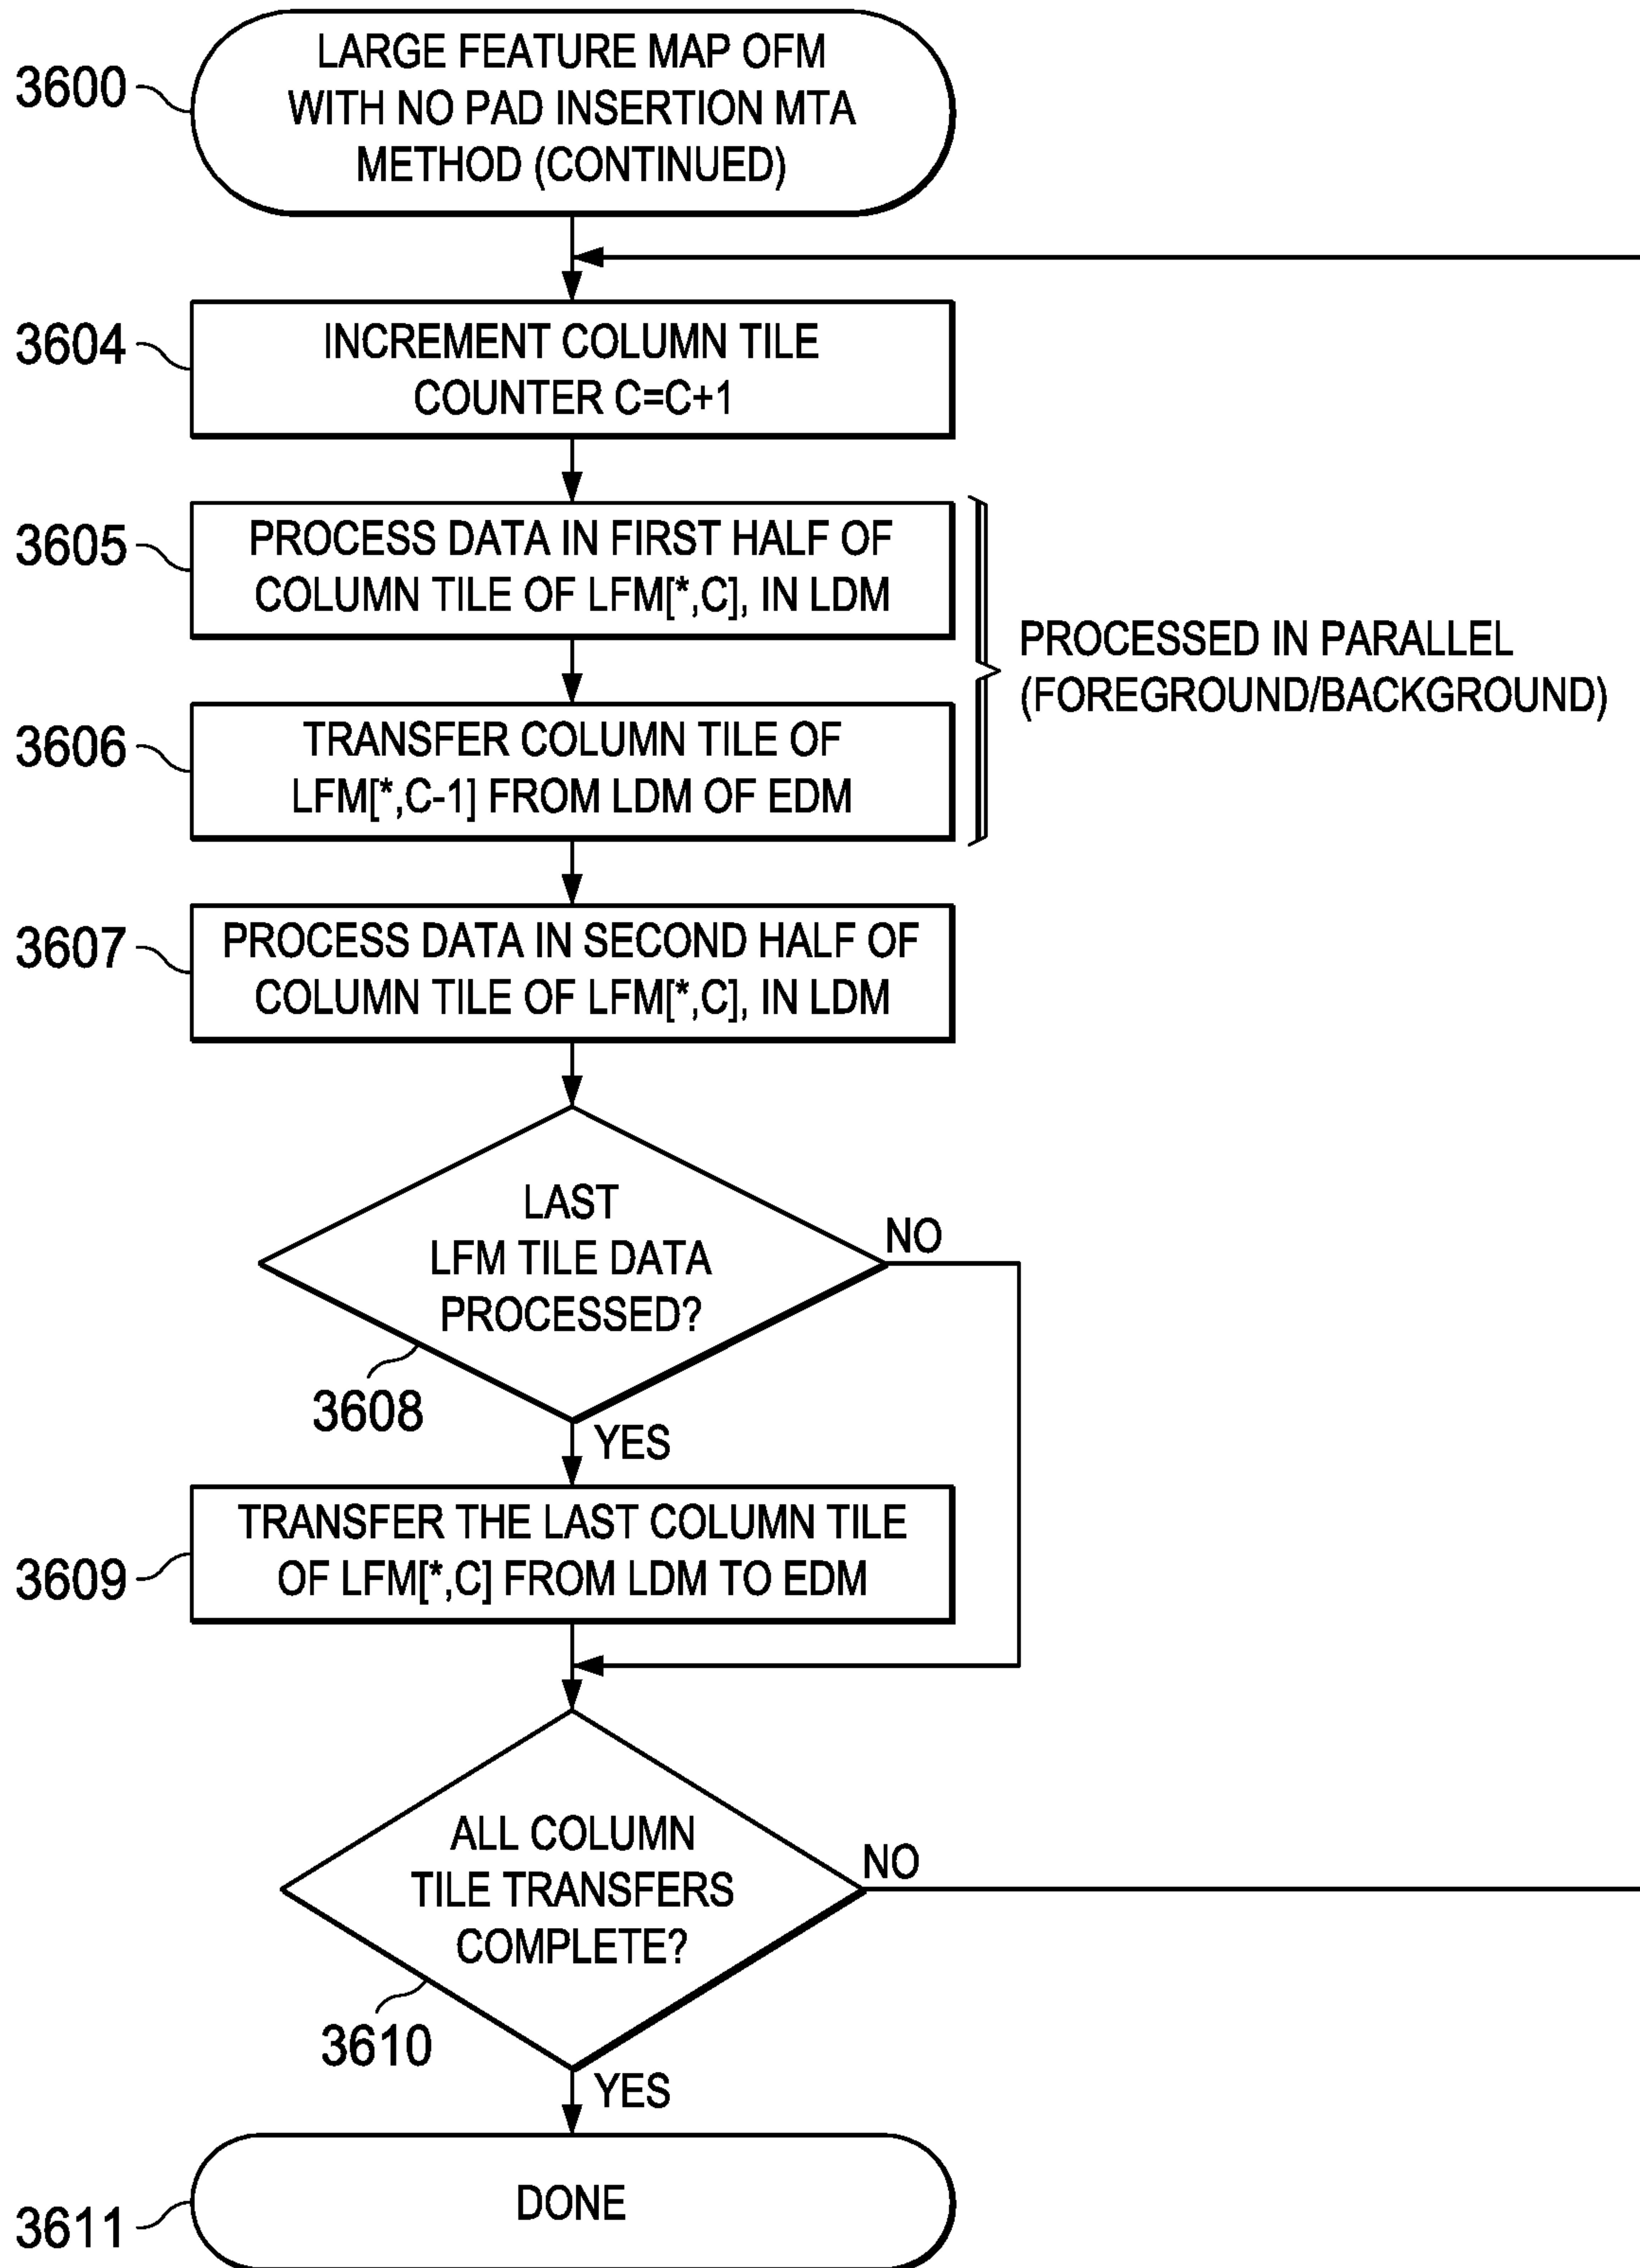 3600
LARGE FEATURE MAP OFM
WITH NO PAD INSERTION MTA
METHOD (CONTINUED)
3604
INCREMENT COLUMN TILE
COUNTER C=C+1
3605
PROCESS DATA IN FIRST HALF OF
COLUMN TILE OF LFM[*,C], IN LDM
PROCESSED IN PARALLEL
(FOREGROUND/BACKGROUND)
3606
TRANSFER COLUMN TILE OF
LFM[*,C-1] FROM LDM OF EDM
3607
PROCESS DATA IN SECOND HALF OF
COLUMN TILE OF LFM[*,C], IN LDM
LAST
LFM TILE DATA
PROCESSED?
NO
3608
YES
3609
TRANSFER THE LAST COLUMN TILE
OF LFM[*,C] FROM LDM TO EDM
ALL COLUMN
TILE TRANSFERS
COMPLETE?
NO
3610
YES
3611
DONE